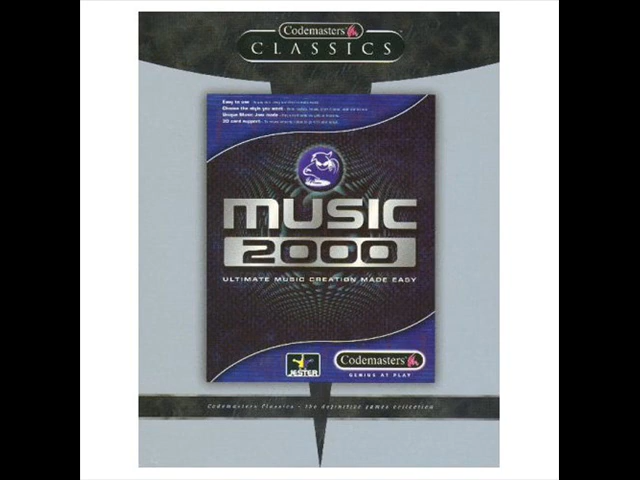 Codemasters
CLASSICS™
Easy to use
Choose the style you want
Unique Music Jam mode
3D card support
MUSIC
2000
ULTIMATE MUSIC CREATION MADE EASY
JESTER
Codemasters
GENIUS AT PLAY
Codemasters Classics - the definitive games collection